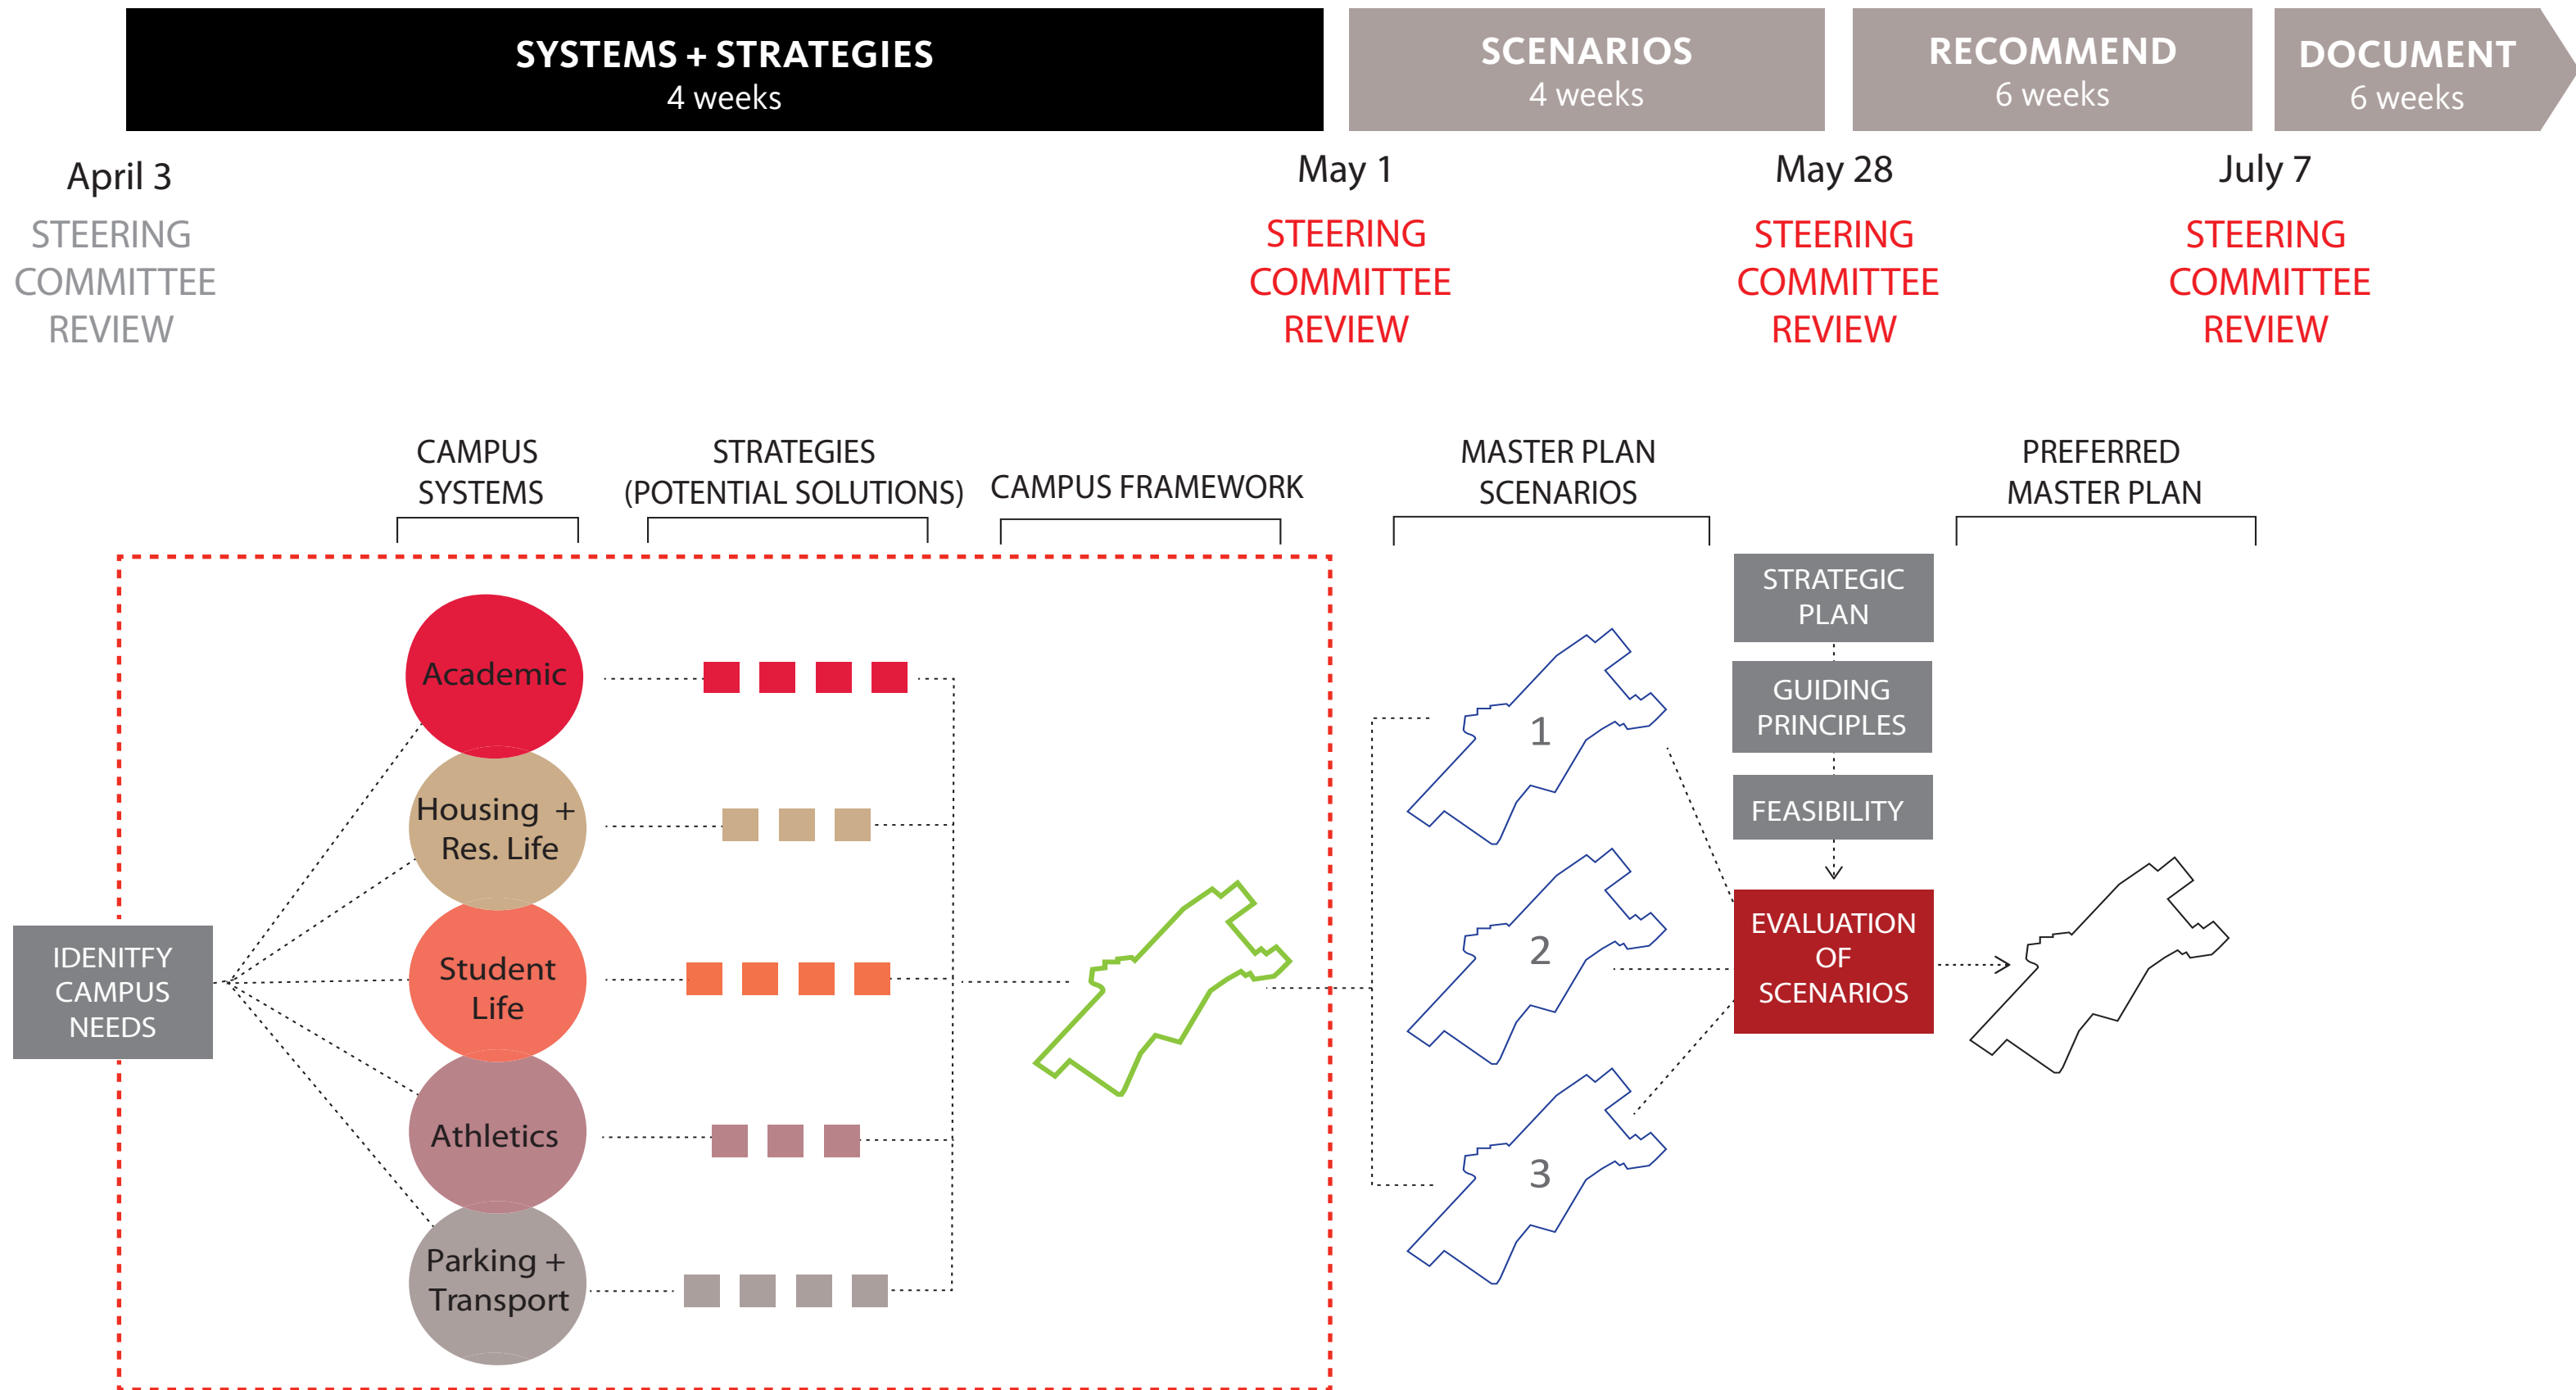 SYSTEMS + STRATEGIES
4 weeks
SCENARIOS
4 weeks
RECOMMEND
6 weeks
DOCUMENT
6 weeks
April 3
STEERING
COMMITTEE
REVIEW
May 1
STEERING
COMMITTEE
REVIEW
May 28
STEERING
COMMITTEE
REVIEW
July 7
STEERING
COMMITTEE
REVIEW
CAMPUS
SYSTEMS
STRATEGIES
(POTENTIAL SOLUTIONS)
CAMPUS FRAMEWORK
MASTER PLAN
SCENARIOS
PREFERRED
MASTER PLAN
IDENITFY
CAMPUS
NEEDS
Academic
Housing +
Res. Life
Student
Life
Athletics
Parking +
Transport
1
2
3
STRATEGIC
PLAN
GUIDING
PRINCIPLES
FEASIBILITY
EVALUATION
OF
SCENARIOS